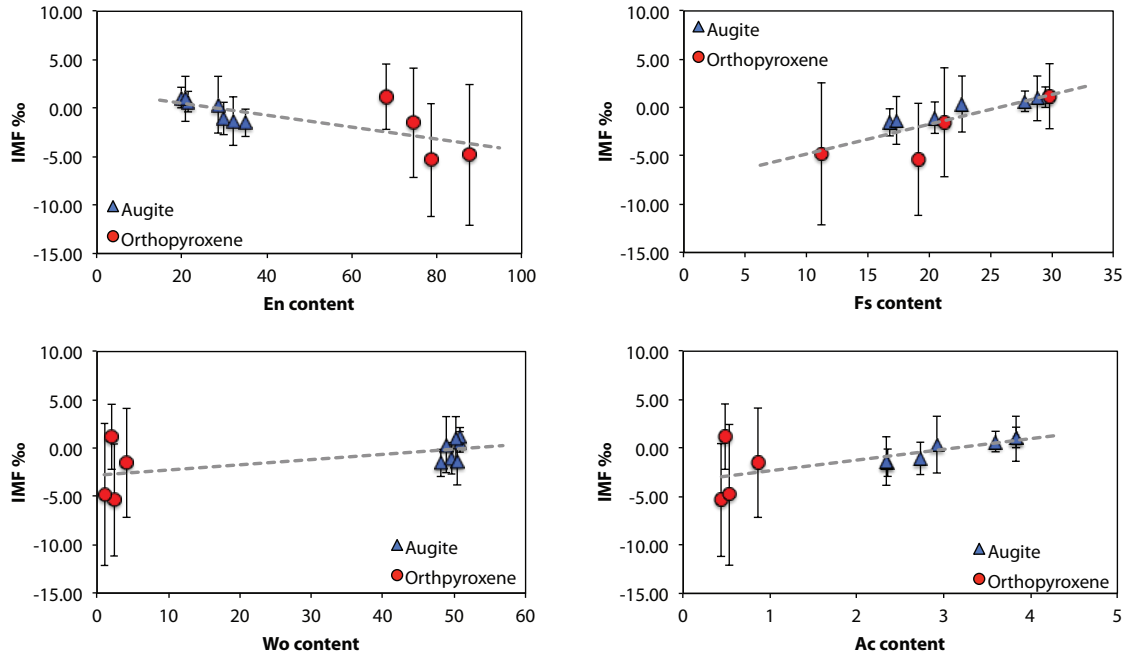 10.00
5.00
0.00
-5.00
-10.00
-15.00
IMF ‰
Augite
Orthopyroxene
0 20 40 60 80 100
En content
10.00
5.00
0.00
-5.00
-10.00
-15.00
IMF ‰
Augite
Orthopyroxene
0 5 10 15 20 25 30 35
Fs content
10.00
5.00
0.00
-5.00
-10.00
-15.00
IMF ‰
Augite
Orthpyroxene
0 10 20 30 40 50 60
Wo content
10.00
5.00
0.00
-5.00
-10.00
-15.00
IMF ‰
Augite
Orthopyroxene
0 1 2 3 4 5
Ac content